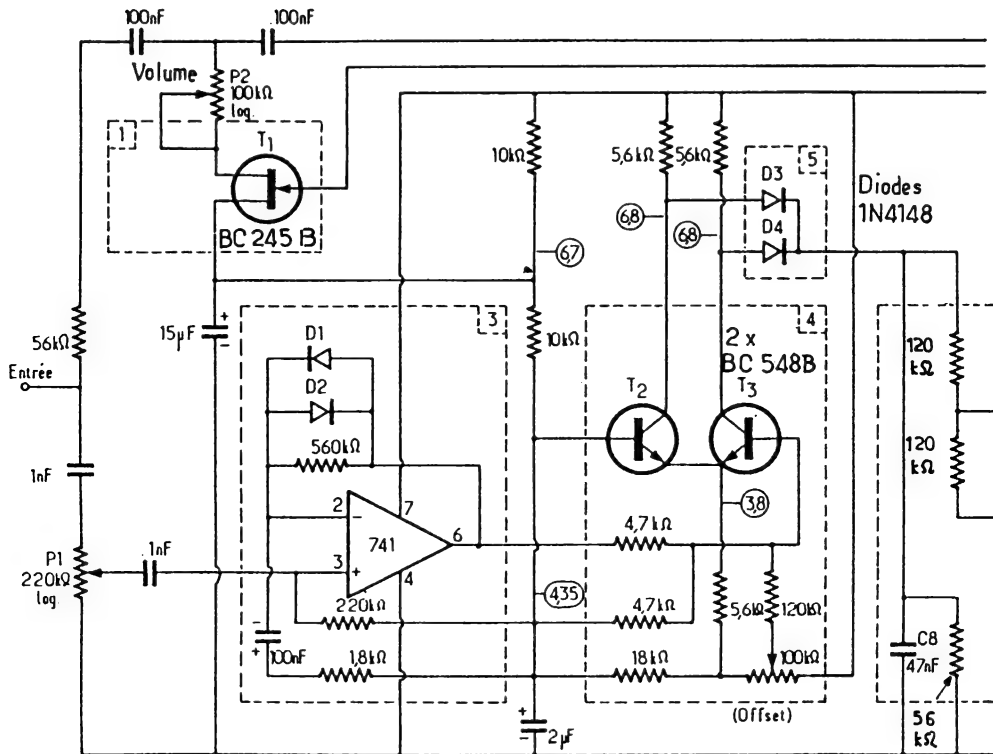 100nF
100nF
Volume
P2
100kΩ
log.
1
T1
BC 245 B
10kΩ
5,6kΩ
5,6kΩ
5
D3
D4
Diodes
1N4148
6,8
6,8
6,7
56kΩ
Entrée
15µF
+
-
3
D1
D2
560kΩ
10kΩ
4
2 x
BC 548B
T2
T3
120
kΩ
120
kΩ
1nF
2
-
7
741
6
3
+
4
3,8
4,7kΩ
P1
220kΩ
log.
1nF
220kΩ
4,35
4,7kΩ
5,6kΩ
120kΩ
-
+
100nF
1,8kΩ
18kΩ
100kΩ
C8
47nF
(Offset)
+
-
2µF
56
kΩ